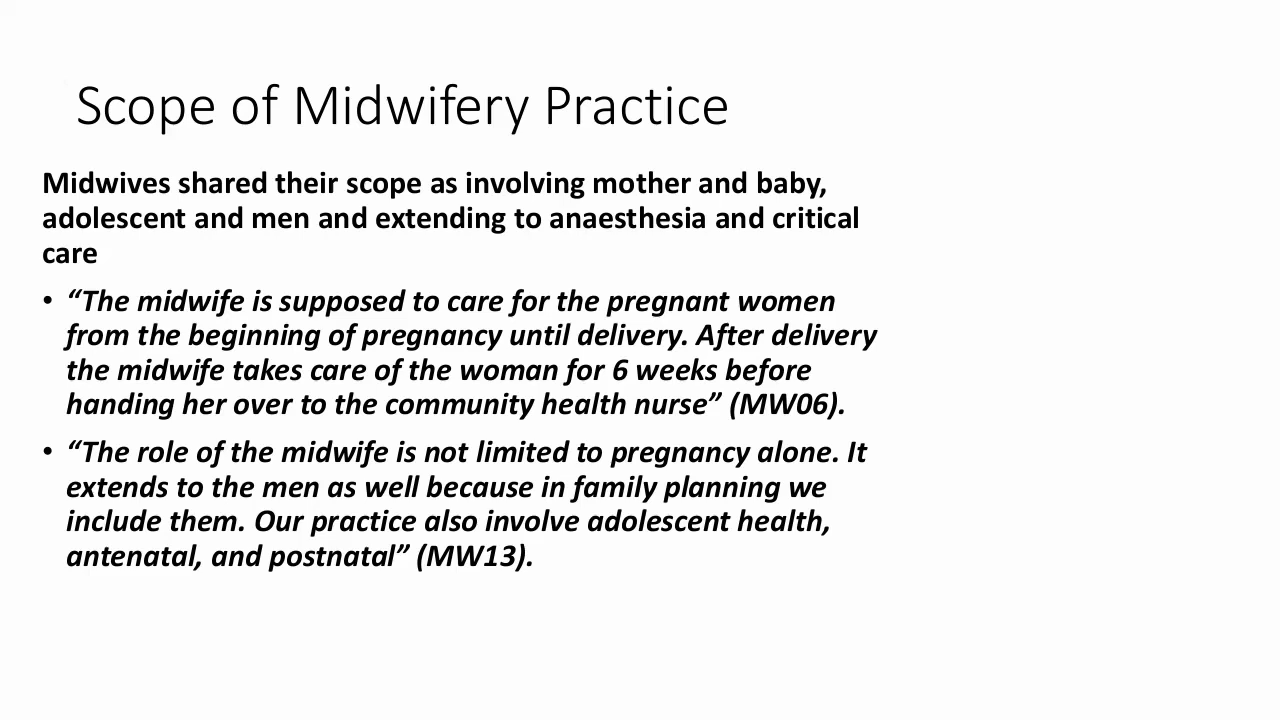 Scope of Midwifery Practice
Midwives shared their scope as involving mother and baby,
adolescent and men and extending to anaesthesia and critical
care
• “The midwife is supposed to care for the pregnant women
from the beginning of pregnancy until delivery. After delivery
the midwife takes care of the woman for 6 weeks before
handing her over to the community health nurse” (MW06).
• “The role of the midwife is not limited to pregnancy alone. It
extends to the men as well because in family planning we
include them. Our practice also involve adolescent health,
antenatal, and postnatal” (MW13).